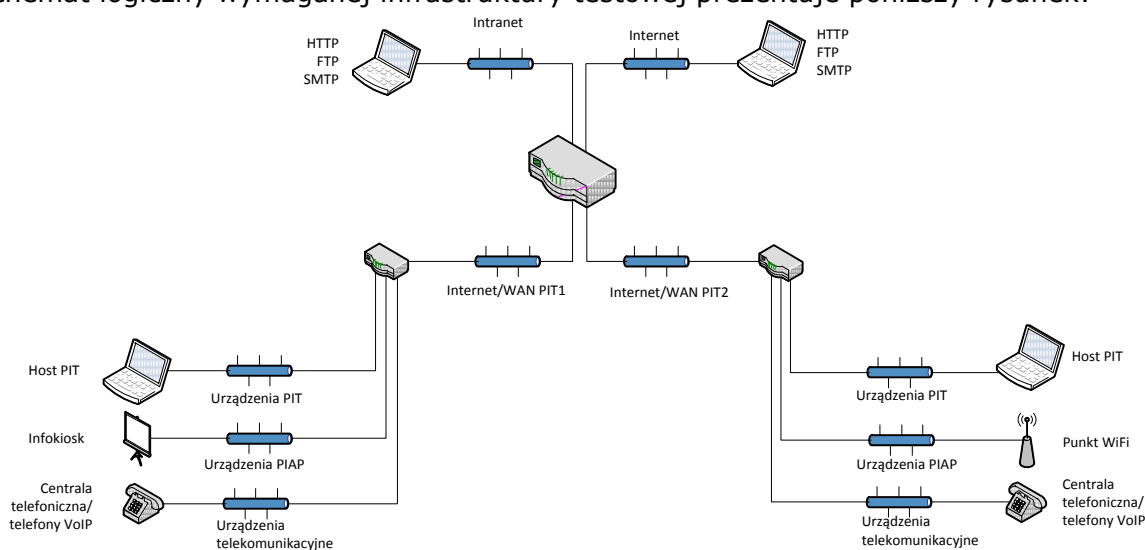 schemat logiczny wymaganej infrastruktury testowej prezentuje poniższy rysunek:
Intranet
Internet
HTTP
FTP
SMTP
HTTP
FTP
SMTP
Internet/WAN PIT1
Internet/WAN PIT2
Host PIT
Urządzenia PIT
Infokiosk
Urządzenia PIAP
Centrala
telefoniczna/
telefony VoIP
Urządzenia
telekomunikacyjne
Host PIT
Urządzenia PIT
Punkt WiFi
Urządzenia PIAP
Centrala
telefoniczna/
telefony VoIP
Urządzenia
telekomunikacyjne